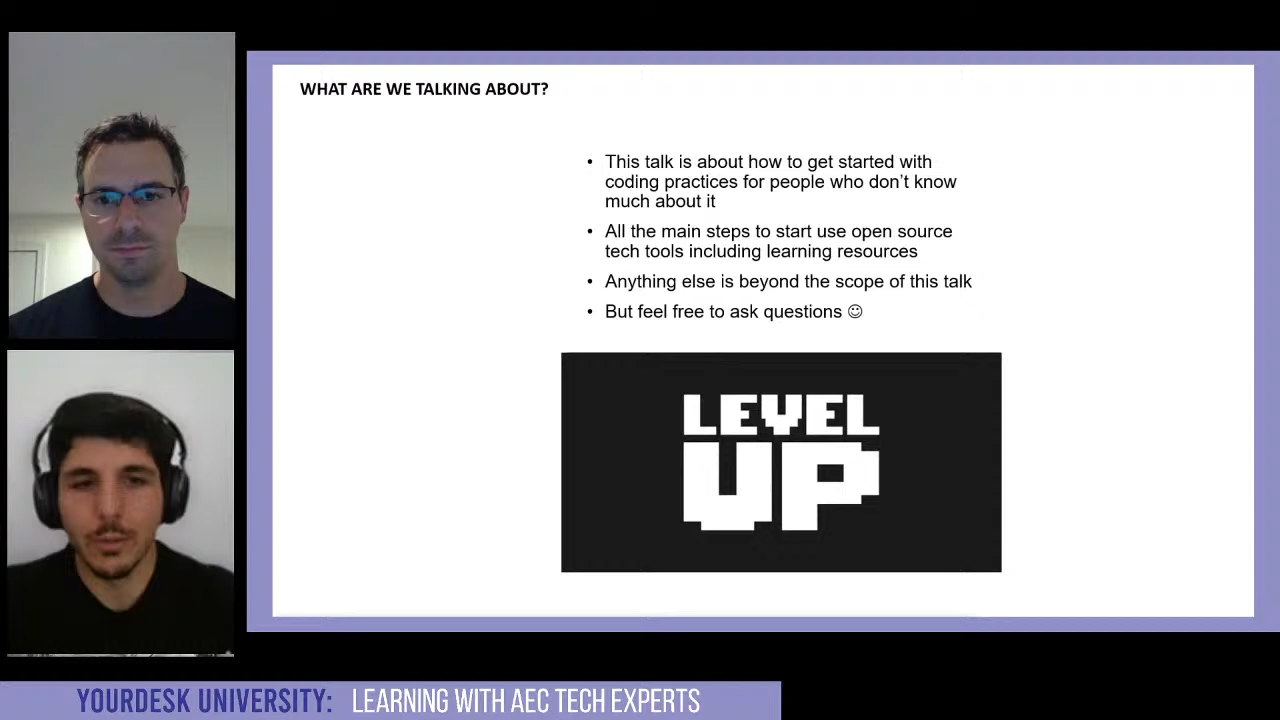 WHAT ARE WE TALKING ABOUT?
• This talk is about how to get started with
coding practices for people who don't know
much about it
• All the main steps to start use open source
tech tools including learning resources
• Anything else is beyond the scope of this talk
• But feel free to ask questions ☺
LEVEL
UP
YOURDESK UNIVERSITY: LEARNING WITH AEC TECH EXPERTS